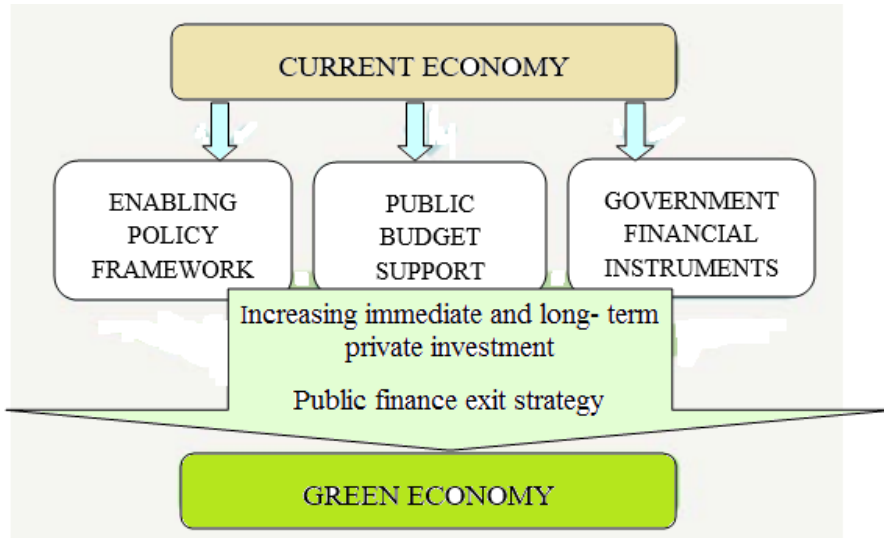 CURRENT ECONOMY
ENABLING
POLICY
FRAMEWORK
PUBLIC
BUDGET
SUPPORT
GOVERNMENT
FINANCIAL
INSTRUMENTS
Increasing immediate and long- term
private investment
Public finance exit strategy
GREEN ECONOMY